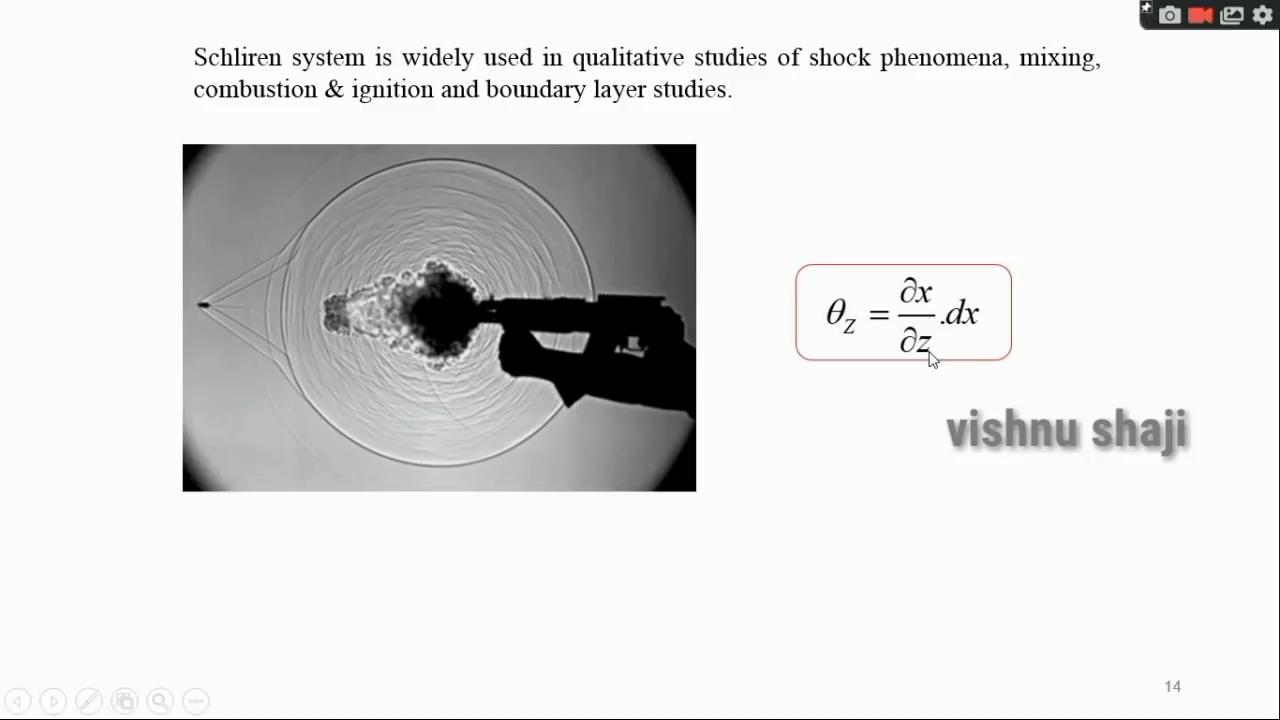 Schliren system is widely used in qualitative studies of shock phenomena, mixing,
combustion & ignition and boundary layer studies.
θ_Z = ∂x/∂z .dx
vishnu shaji
14